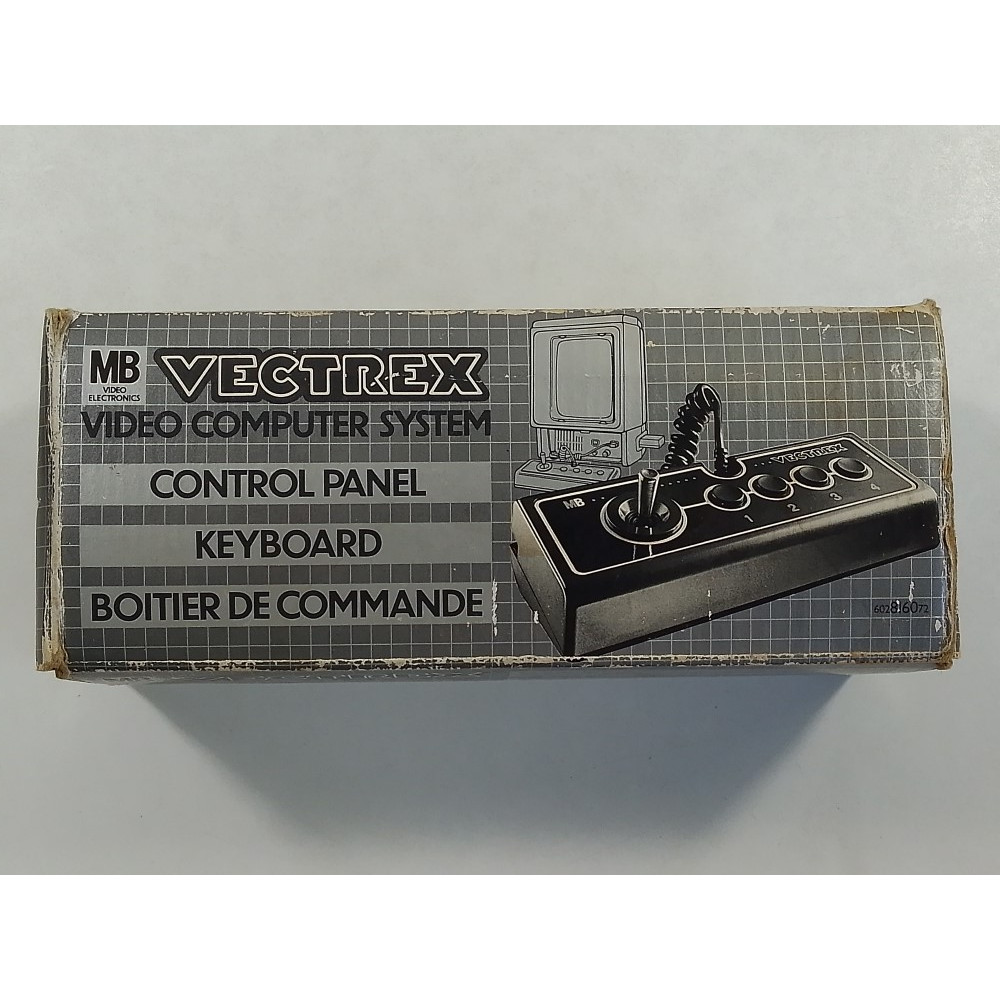 MB
VIDEO
ELECTRONICS
VECTREX
VIDEO COMPUTER SYSTEM
CONTROL PANEL
KEYBOARD
BOITIER DE COMMANDE
MB
VECTREX
1 2 3 4
602816072